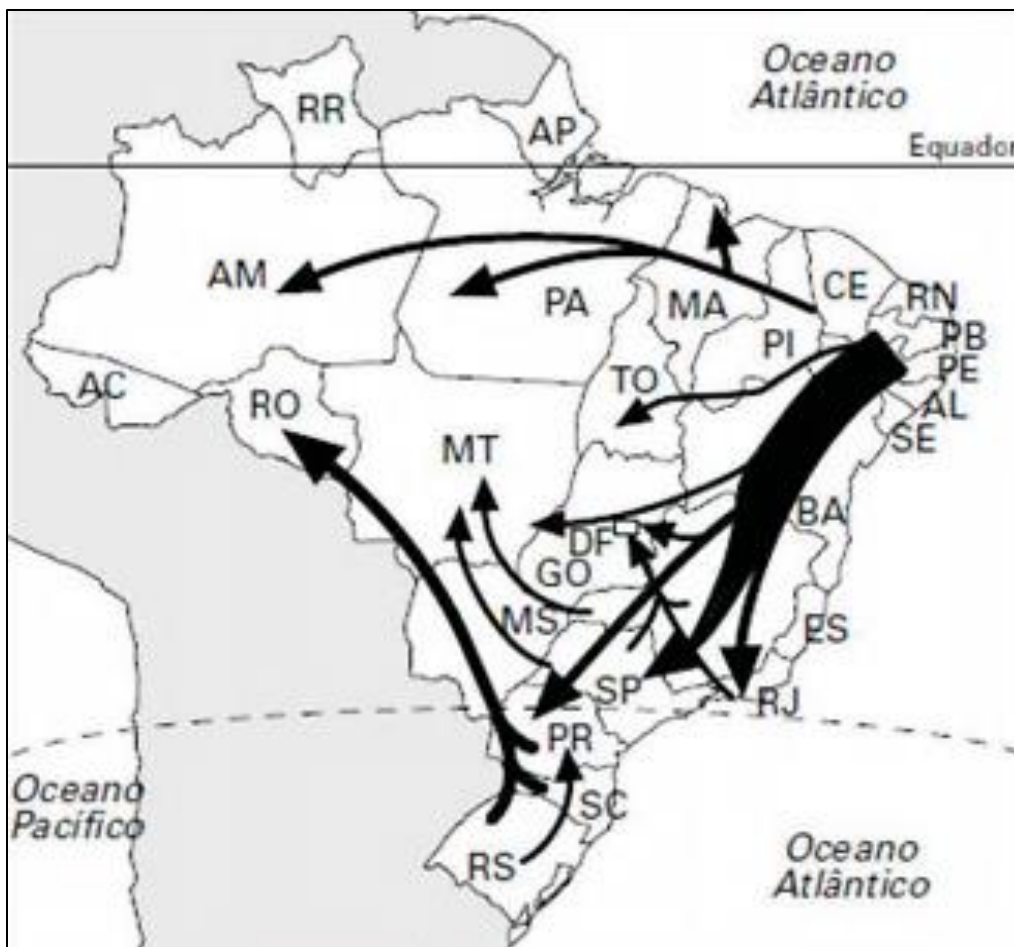 Oceano
Atlântico
RR
AP
Equador
AM
PA
MA
CE
RN
PB
PE
AL
SE
PI
TO
AC
RO
MT
BA
DF
GO
MS
ES
SP
RJ
PR
SC
RS
Oceano
Pacífico
Oceano
Atlântico